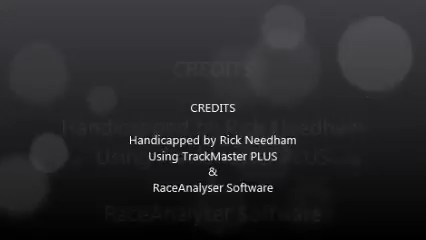 CREDITS
Handicapped by Rick Needham
Using TrackMaster PLUS
&
RaceAnalyser Software